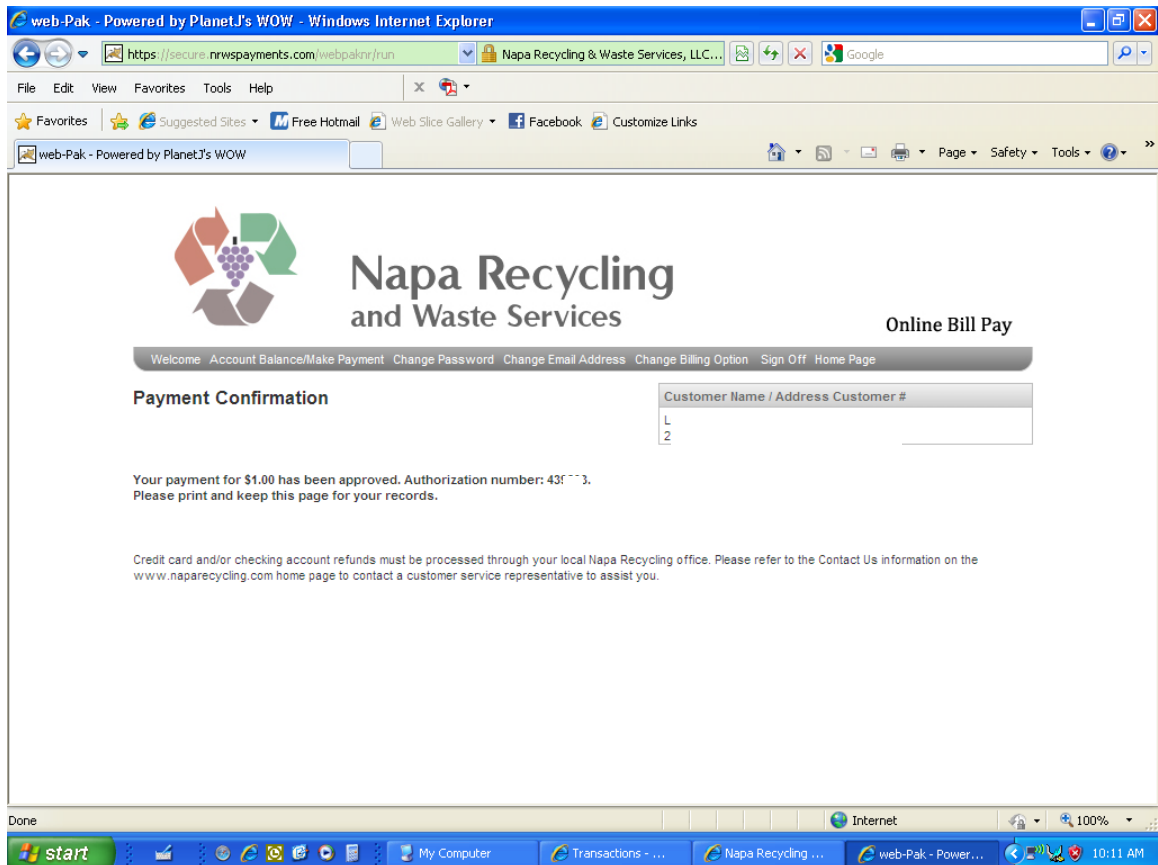 web-Pak - Powered by PlanetJ's WOW - Windows Internet Explorer
https://secure.nrwspayments.com/webpaknr/run
Napa Recycling & Waste Services, LLC...
Google
File Edit View Favorites Tools Help
x
Favorites Suggested Sites Free Hotmail Web Slice Gallery Facebook Customize Links
web-Pak - Powered by PlanetJ's WOW
Page Safety Tools »
Napa Recycling
and Waste Services
Online Bill Pay
Welcome Account Balance/Make Payment Change Password Change Email Address Change Billing Option Sign Off Home Page
Payment Confirmation
Customer Name / Address Customer #
L
2
Your payment for $1.00 has been approved. Authorization number:
Please print and keep this page for your records.
Credit card and/or checking account refunds must be processed through your local Napa Recycling office. Please refer to the Contact Us information on the
www.naparecycling.com home page to contact a customer service representative to assist you.
Done
Internet
100%
start
My Computer
Transactions - ...
Napa Recycling ...
web-Pak - Power...
10:11 AM